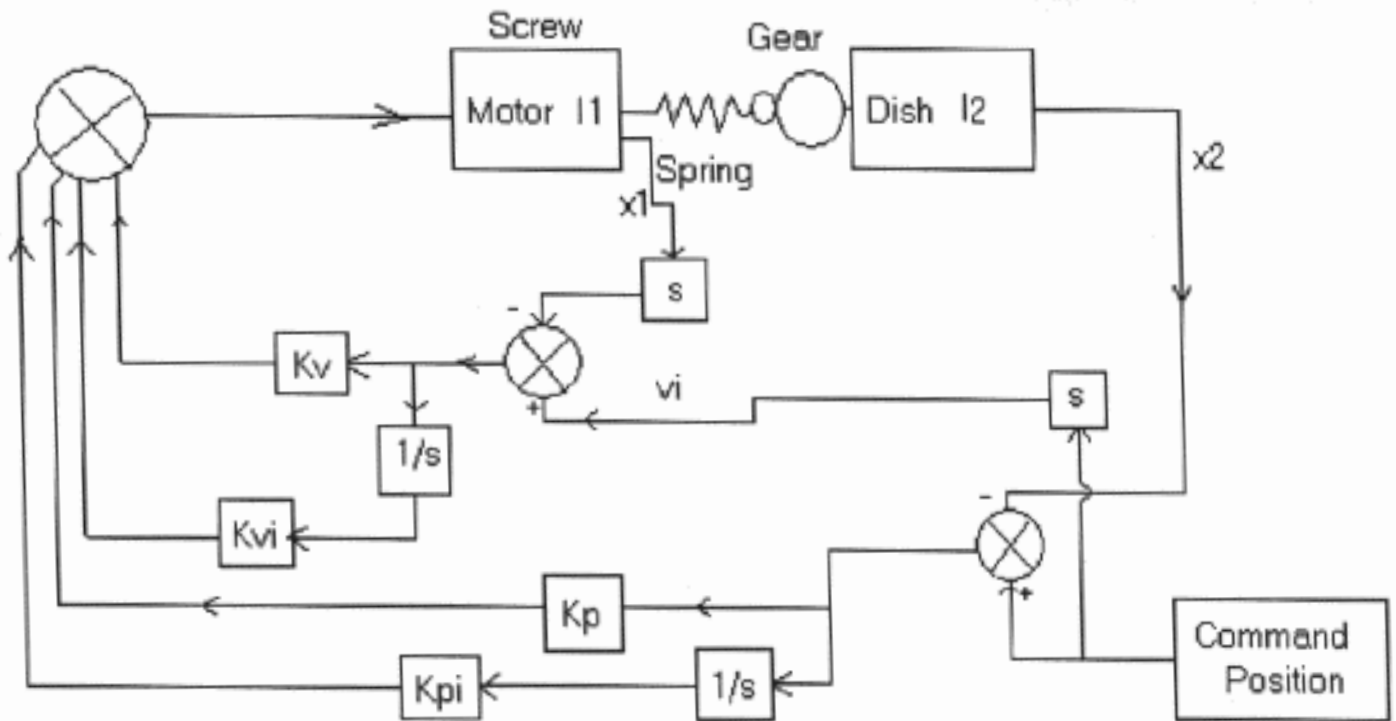 Screw
Gear
Motor I1
Dish I2
Spring
x1
x2
s
-
Kv
+
vi
s
1/s
-
Kvi
+
Kp
Command
Position
Kpi
1/s